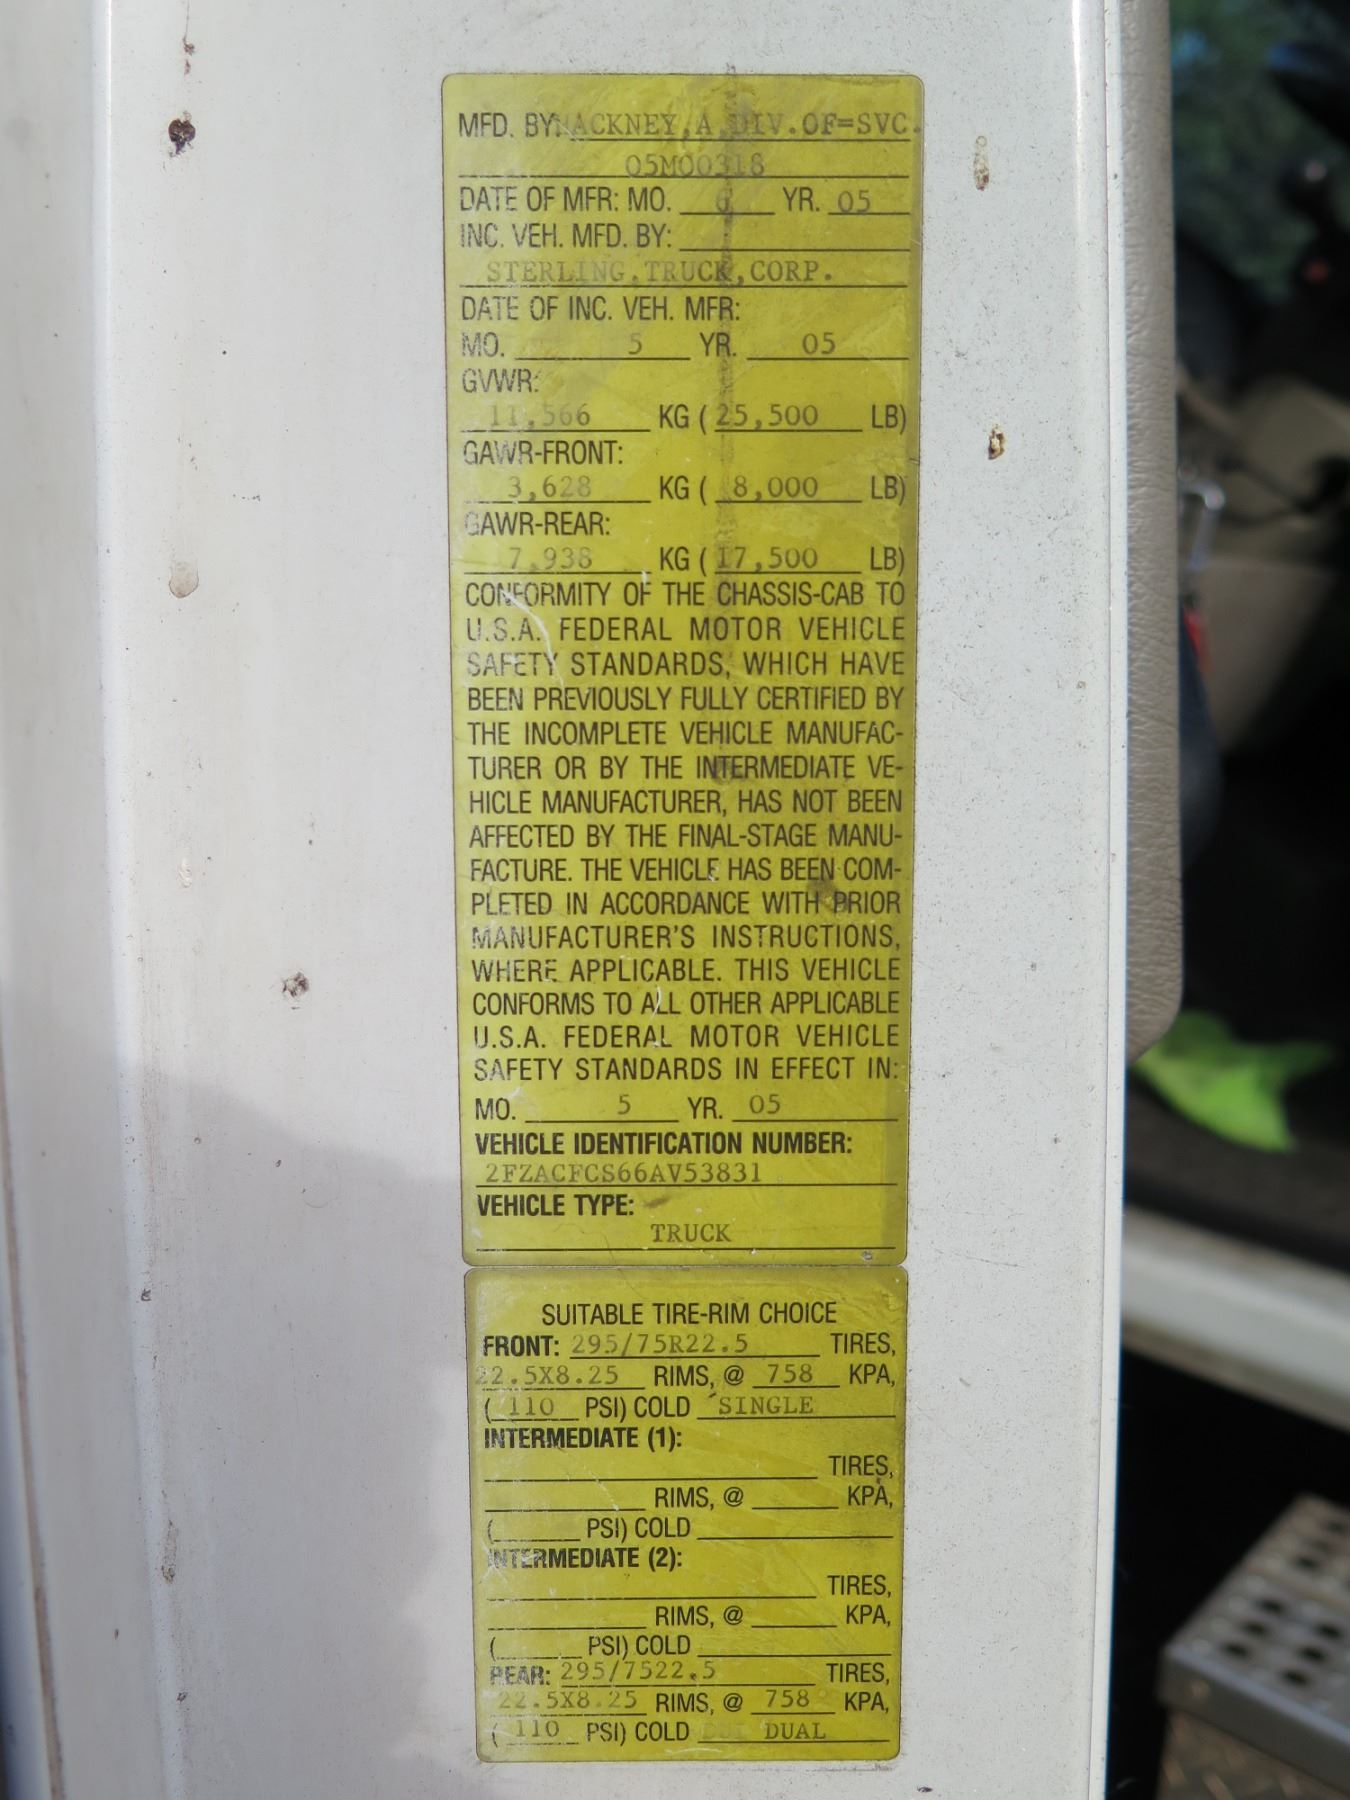 MFD. BY: HACKNEY,A DIV.OF=SVC.
05M00318
DATE OF MFR: MO. 6 YR. 05
INC. VEH. MFD. BY:
STERLING.TRUCK,CORP.
DATE OF INC. VEH. MFR:
MO. 5 YR. 05
GVWR:
11,566 KG ( 25,500 LB)
GAWR-FRONT:
3,628 KG ( 8,000 LB)
GAWR-REAR:
7,938 KG ( 17,500 LB)
CONFORMITY OF THE CHASSIS-CAB TO
U.S.A. FEDERAL MOTOR VEHICLE
SAFETY STANDARDS, WHICH HAVE
BEEN PREVIOUSLY FULLY CERTIFIED BY
THE INCOMPLETE VEHICLE MANUFAC-
TURER OR BY THE INTERMEDIATE VE-
HICLE MANUFACTURER, HAS NOT BEEN
AFFECTED BY THE FINAL-STAGE MANU-
FACTURE. THE VEHICLE HAS BEEN COM-
PLETED IN ACCORDANCE WITH PRIOR
MANUFACTURER'S INSTRUCTIONS,
WHERE APPLICABLE. THIS VEHICLE
CONFORMS TO ALL OTHER APPLICABLE
U.S.A. FEDERAL MOTOR VEHICLE
SAFETY STANDARDS IN EFFECT IN:
MO. 5 YR. 05
VEHICLE IDENTIFICATION NUMBER:
2FZACFCS66AV53831
VEHICLE TYPE:
TRUCK
SUITABLE TIRE-RIM CHOICE
FRONT: 295/75R22.5 TIRES,
22.5X8.25 RIMS, @ 758 KPA,
( 110 PSI) COLD SINGLE
INTERMEDIATE (1):
TIRES,
RIMS, @ KPA,
( PSI) COLD
INTERMEDIATE (2):
TIRES,
RIMS, @ KPA,
( PSI) COLD
REAR: 295/7522.5 TIRES,
22.5X8.25 RIMS, @ 758 KPA,
( 110 PSI) COLD DUAL